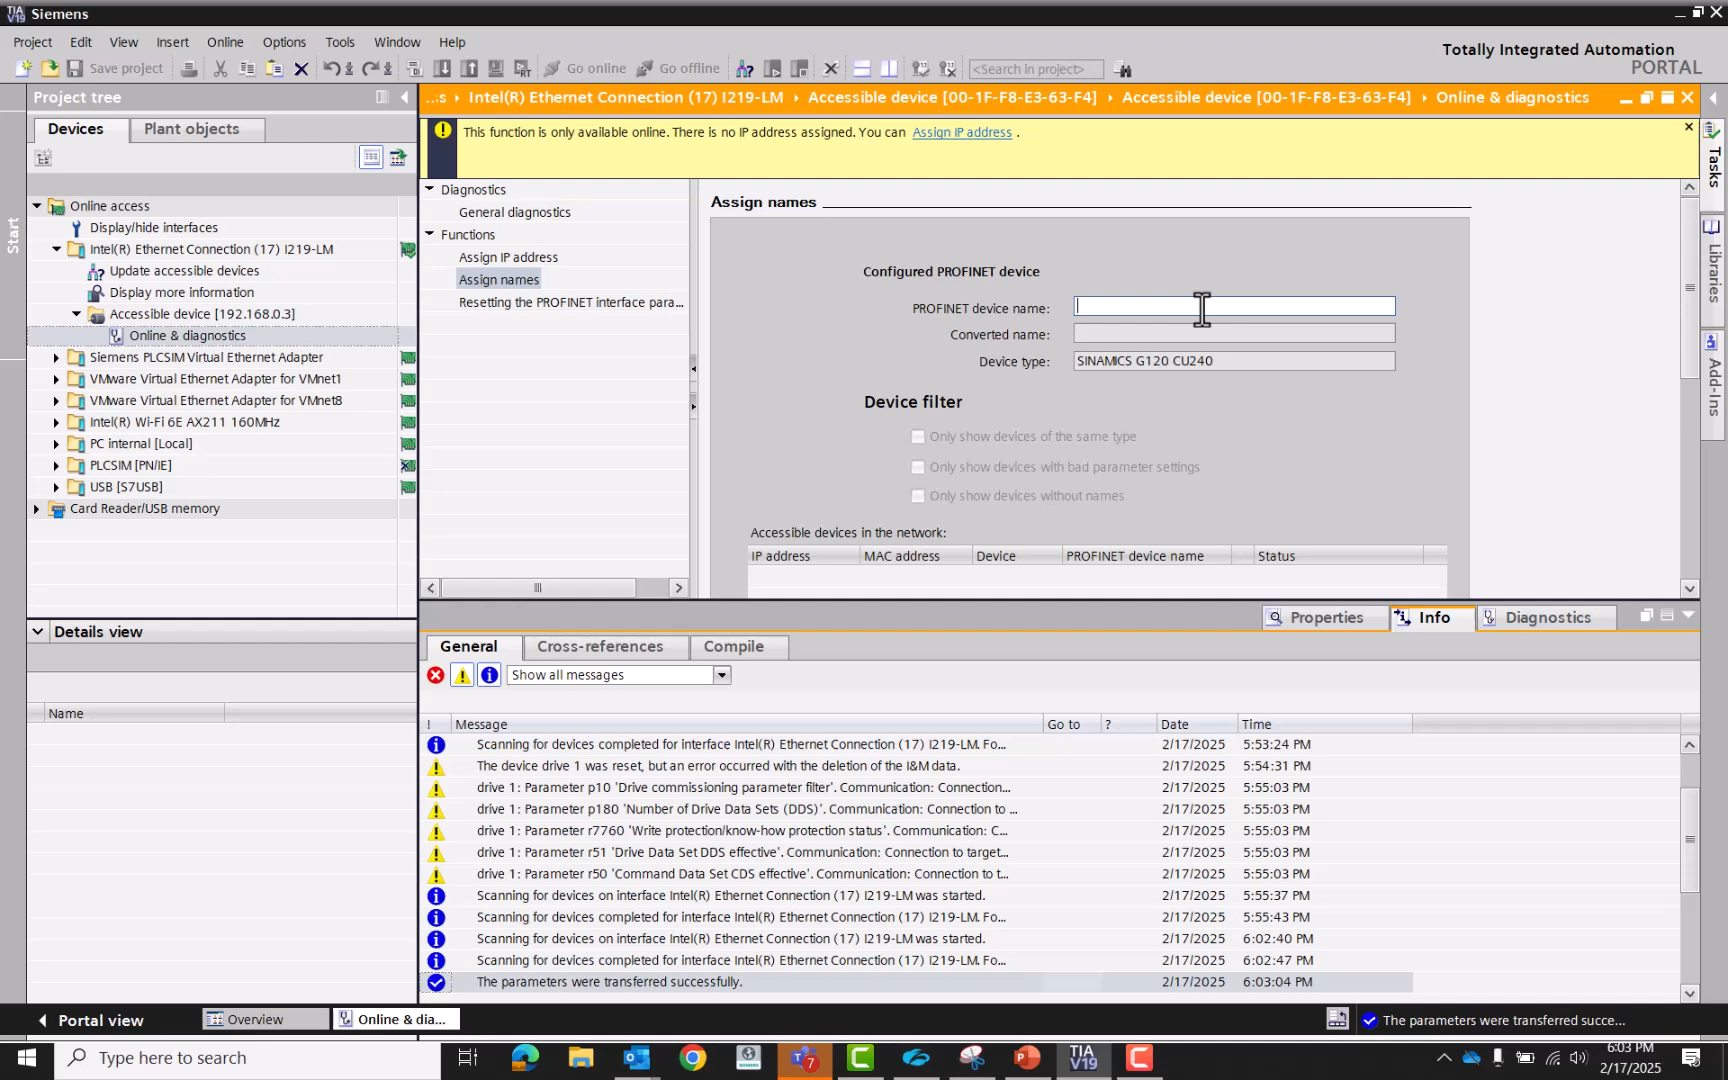 TIA V19 Siemens
Project Edit View Insert Online Options Tools Window Help
Totally Integrated Automation
PORTAL
Save project Go online Go offline <Search in project>
Project tree
...s › Intel(R) Ethernet Connection (17) I219-LM › Accessible device [00-1F-F8-E3-63-F4] › Accessible device [00-1F-F8-E3-63-F4] › Online & diagnostics
Devices Plant objects
This function is only available online. There is no IP address assigned. You can Assign IP address .
Start
Online access
Display/hide interfaces
Intel(R) Ethernet Connection (17) I219-LM
Update accessible devices
Display more information
Accessible device [192.168.0.3]
Online & diagnostics
Siemens PLCSIM Virtual Ethernet Adapter
VMware Virtual Ethernet Adapter for VMnet1
VMware Virtual Ethernet Adapter for VMnet8
Intel(R) Wi-Fi 6E AX211 160MHz
PC internal [Local]
PLCSIM [PN/IE]
USB [S7USB]
Card Reader/USB memory
Diagnostics
General diagnostics
Functions
Assign IP address
Assign names
Resetting the PROFINET interface para...
Assign names
Configured PROFINET device
PROFINET device name:
Converted name:
Device type: SINAMICS G120 CU240
Device filter
Only show devices of the same type
Only show devices with bad parameter settings
Only show devices without names
Accessible devices in the network:
IP address MAC address Device PROFINET device name Status
Tasks
Libraries
Add-Ins
Details view
Name
Properties Info Diagnostics
General Cross-references Compile
Show all messages
! Message Go to ? Date Time
Scanning for devices completed for interface Intel(R) Ethernet Connection (17) I219-LM. Fo... 2/17/2025 5:53:24 PM
The device drive 1 was reset, but an error occurred with the deletion of the I&M data. 2/17/2025 5:54:31 PM
drive 1: Parameter p10 'Drive commissioning parameter filter'. Communication: Connection... 2/17/2025 5:55:03 PM
drive 1: Parameter p180 'Number of Drive Data Sets (DDS)'. Communication: Connection to ... 2/17/2025 5:55:03 PM
drive 1: Parameter r7760 'Write protection/know-how protection status'. Communication: C... 2/17/2025 5:55:03 PM
drive 1: Parameter r51 'Drive Data Set DDS effective'. Communication: Connection to target... 2/17/2025 5:55:03 PM
drive 1: Parameter r50 'Command Data Set CDS effective'. Communication: Connection to t... 2/17/2025 5:55:03 PM
Scanning for devices on interface Intel(R) Ethernet Connection (17) I219-LM was started. 2/17/2025 5:55:37 PM
Scanning for devices completed for interface Intel(R) Ethernet Connection (17) I219-LM. Fo... 2/17/2025 5:55:43 PM
Scanning for devices on interface Intel(R) Ethernet Connection (17) I219-LM was started. 2/17/2025 6:02:40 PM
Scanning for devices completed for interface Intel(R) Ethernet Connection (17) I219-LM. Fo... 2/17/2025 6:02:47 PM
The parameters were transferred successfully. 2/17/2025 6:03:04 PM
Portal view Overview Online & dia... The parameters were transferred succe...
Type here to search 7 TIA V19 6:03 PM
2/17/2025